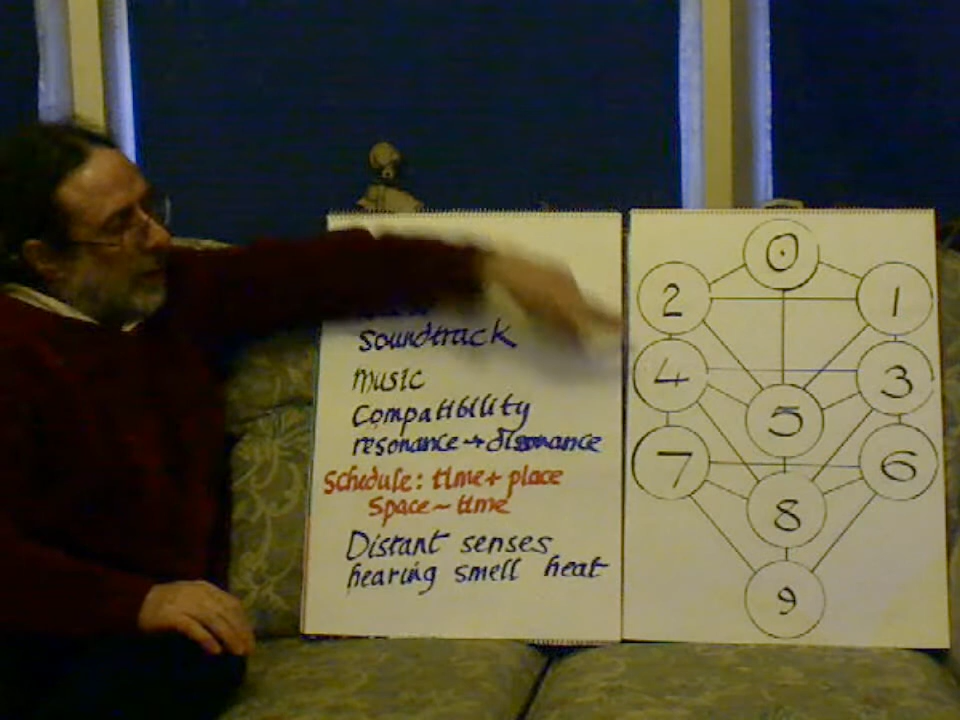 Soundtrack
music
Compatibility
resonance → dissonance
Schedule: time + place
Space ~ time
Distant senses
hearing smell heat
0
2 1
4 3
5
7 6
8
9